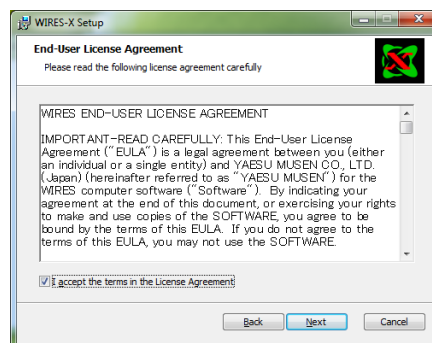 WIRES-X Setup
End-User License Agreement
Please read the following license agreement carefully
WIRES END-USER LICENSE AGREEMENT
IMPORTANT-READ CAREFULLY: This End-User License
Agreement ("EULA") is a legal agreement between you (either
an individual or a single entity) and YAESU MUSEN CO., LTD.
(Japan) (hereinafter referred to as "YAESU MUSEN") for the
WIRES computer software ("Software"). By indicating your
agreement at the end of this document, or exercising your rights
to make and use copies of the SOFTWARE, you agree to be
bound by the terms of this EULA. If you do not agree to the
terms of this EULA, you may not use the SOFTWARE.
I accept the terms in the License Agreement
Back Next Cancel